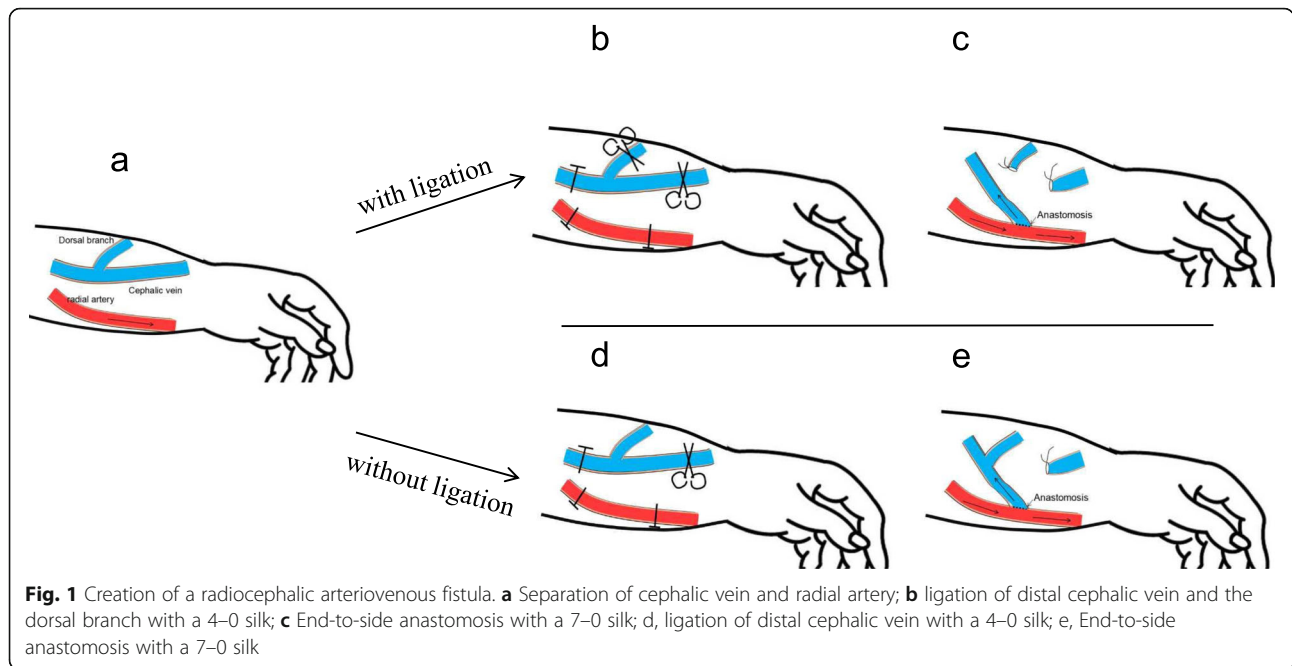 a
Dorsal branch
Cephalic vein
radial artery
with ligation
without ligation
b
c
Anastomosis
d
e
Anastomosis
Fig. 1 Creation of a radiocephalic arteriovenous fistula. a Separation of cephalic vein and radial artery; b ligation of distal cephalic vein and the
dorsal branch with a 4–0 silk; c End-to-side anastomosis with a 7–0 silk; d, ligation of distal cephalic vein with a 4–0 silk; e, End-to-side
anastomosis with a 7–0 silk